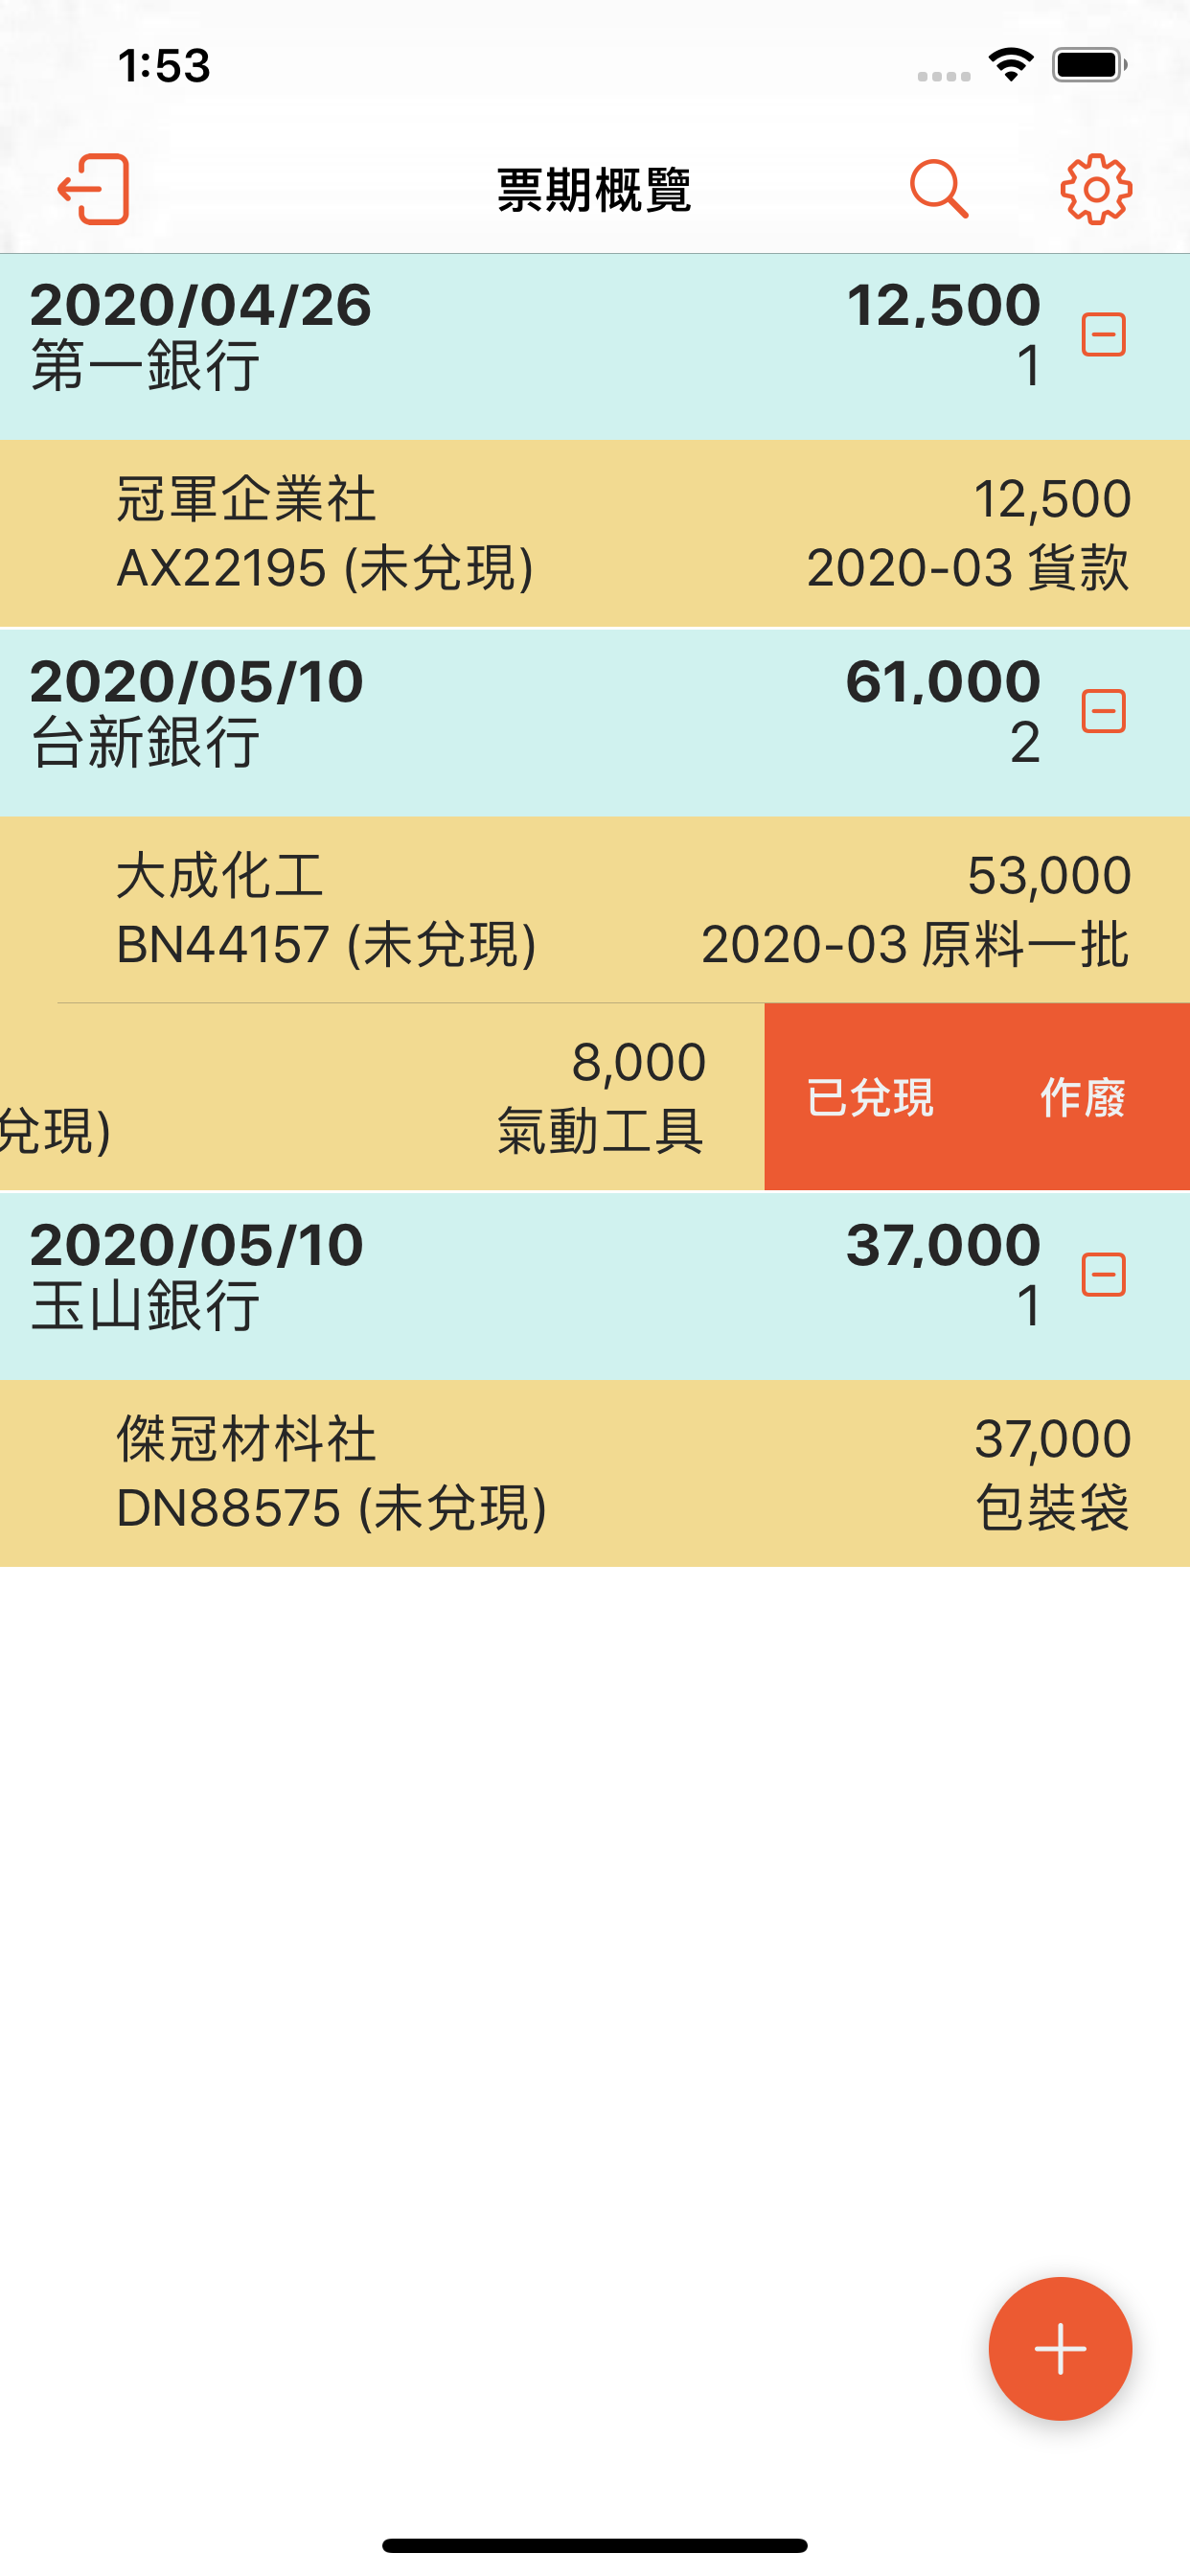 1:53
票期概覽
2020/04/26 12,500
第一銀行 1
冠軍企業社 12,500
AX22195 (未兌現) 2020-03 貨款
2020/05/10 61,000
台新銀行 2
大成化工 53,000
BN44157 (未兌現) 2020-03 原料一批
8,000
兌現) 氣動工具
已兌現 作廢
2020/05/10 37,000
玉山銀行 1
傑冠材料社 37,000
DN88575 (未兌現) 包裝袋